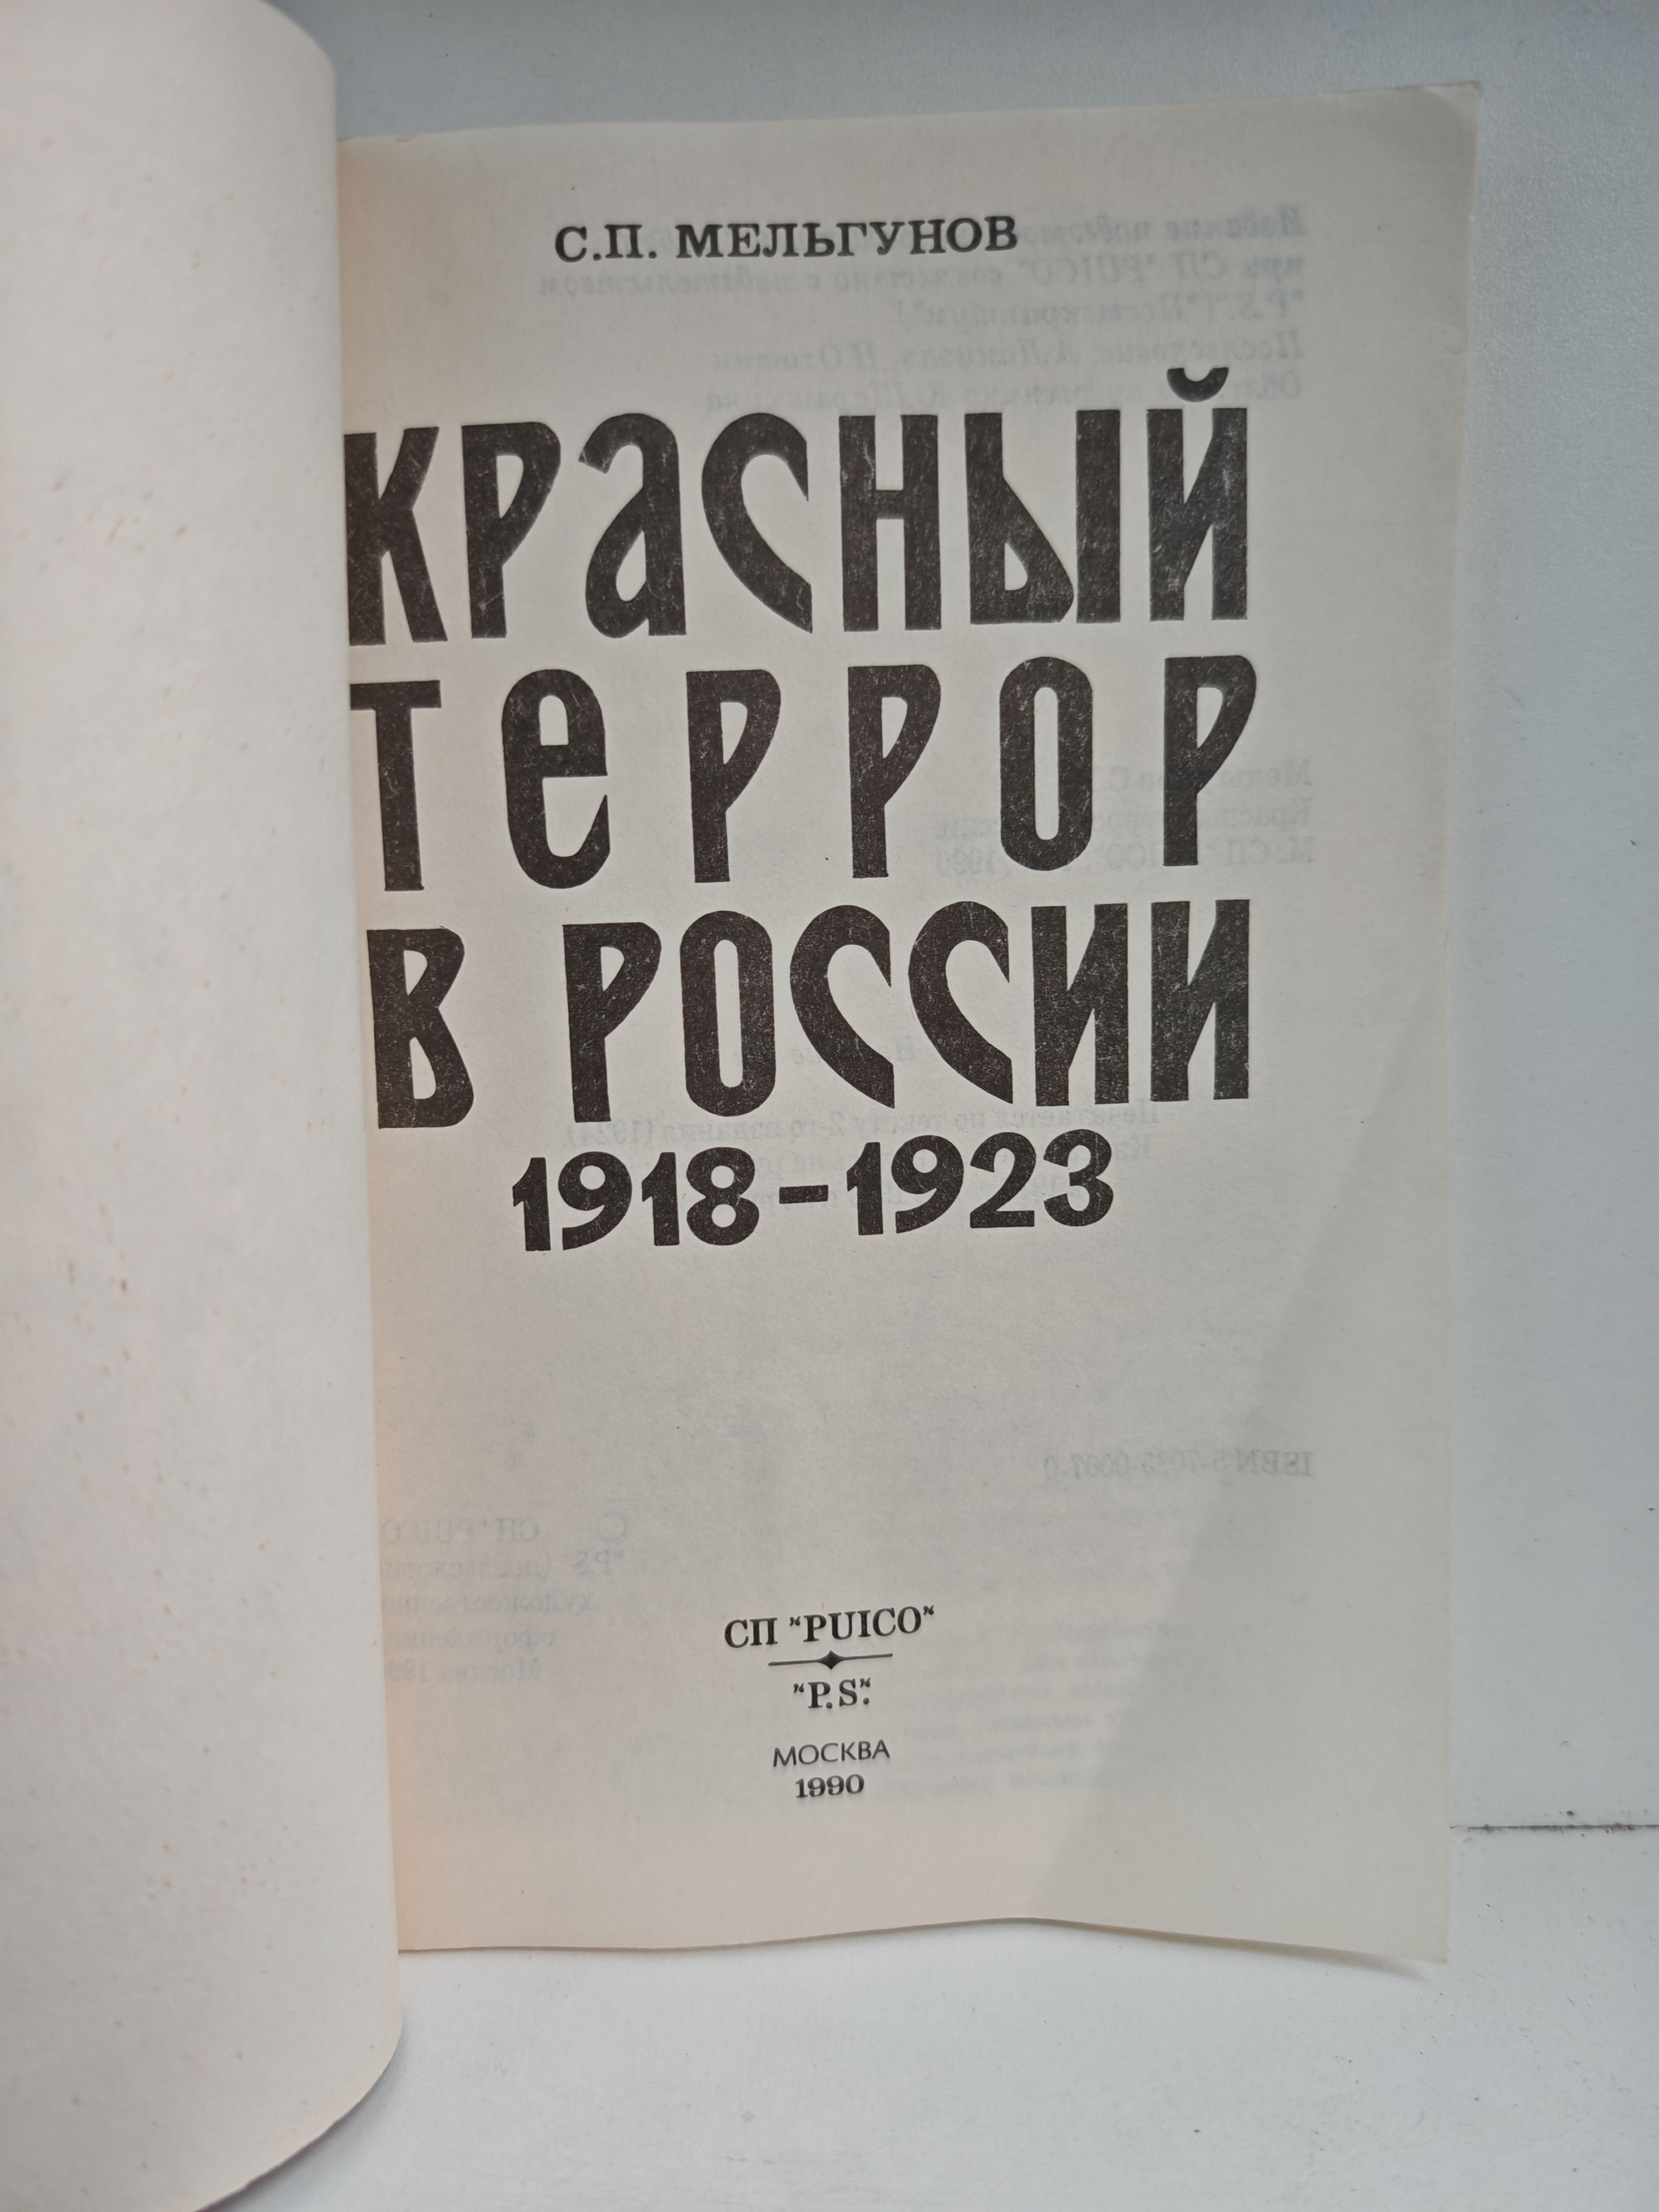 С.П. МЕЛЬГУНОВ
КРАСНЫЙ
ТЕРРОР
В РОССИИ
1918-1923
СП "PUICO"
"P.S".
МОСКВА
1990